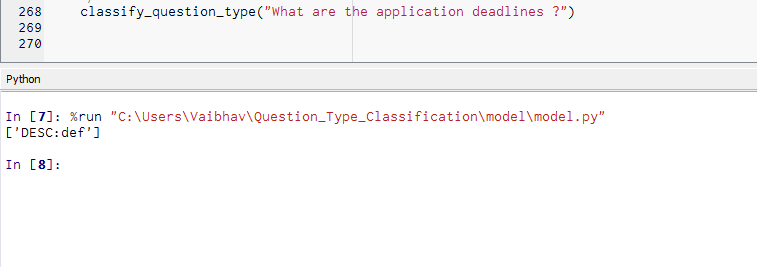 268 classify_question_type("What are the application deadlines ?")
269
270
Python
In [7]: %run "C:\Users\Vaibhav\Question_Type_Classification\model\model.py"
['DESC:def']
In [8]: